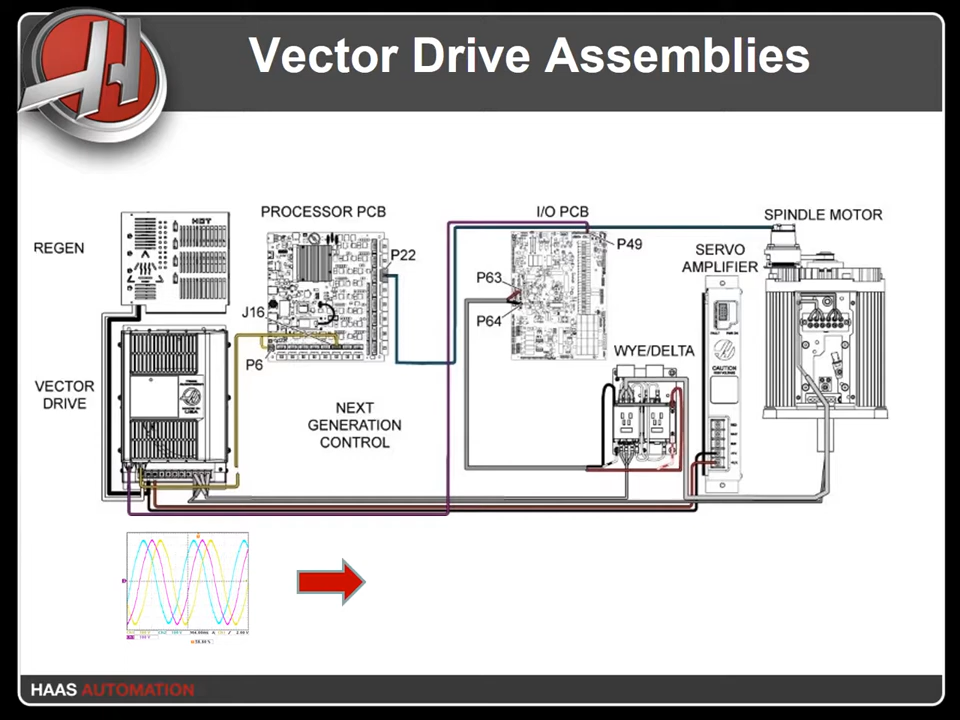 Vector Drive Assemblies
PROCESSOR PCB
I/O PCB
SPINDLE MOTOR
HOT
REGEN
P22
P49
SERVO
AMPLIFIER
P63
J16
P64
P6
WYE/DELTA
CAUTION
VECTOR
DRIVE
NEXT
GENERATION
CONTROL
HAAS AUTOMATION